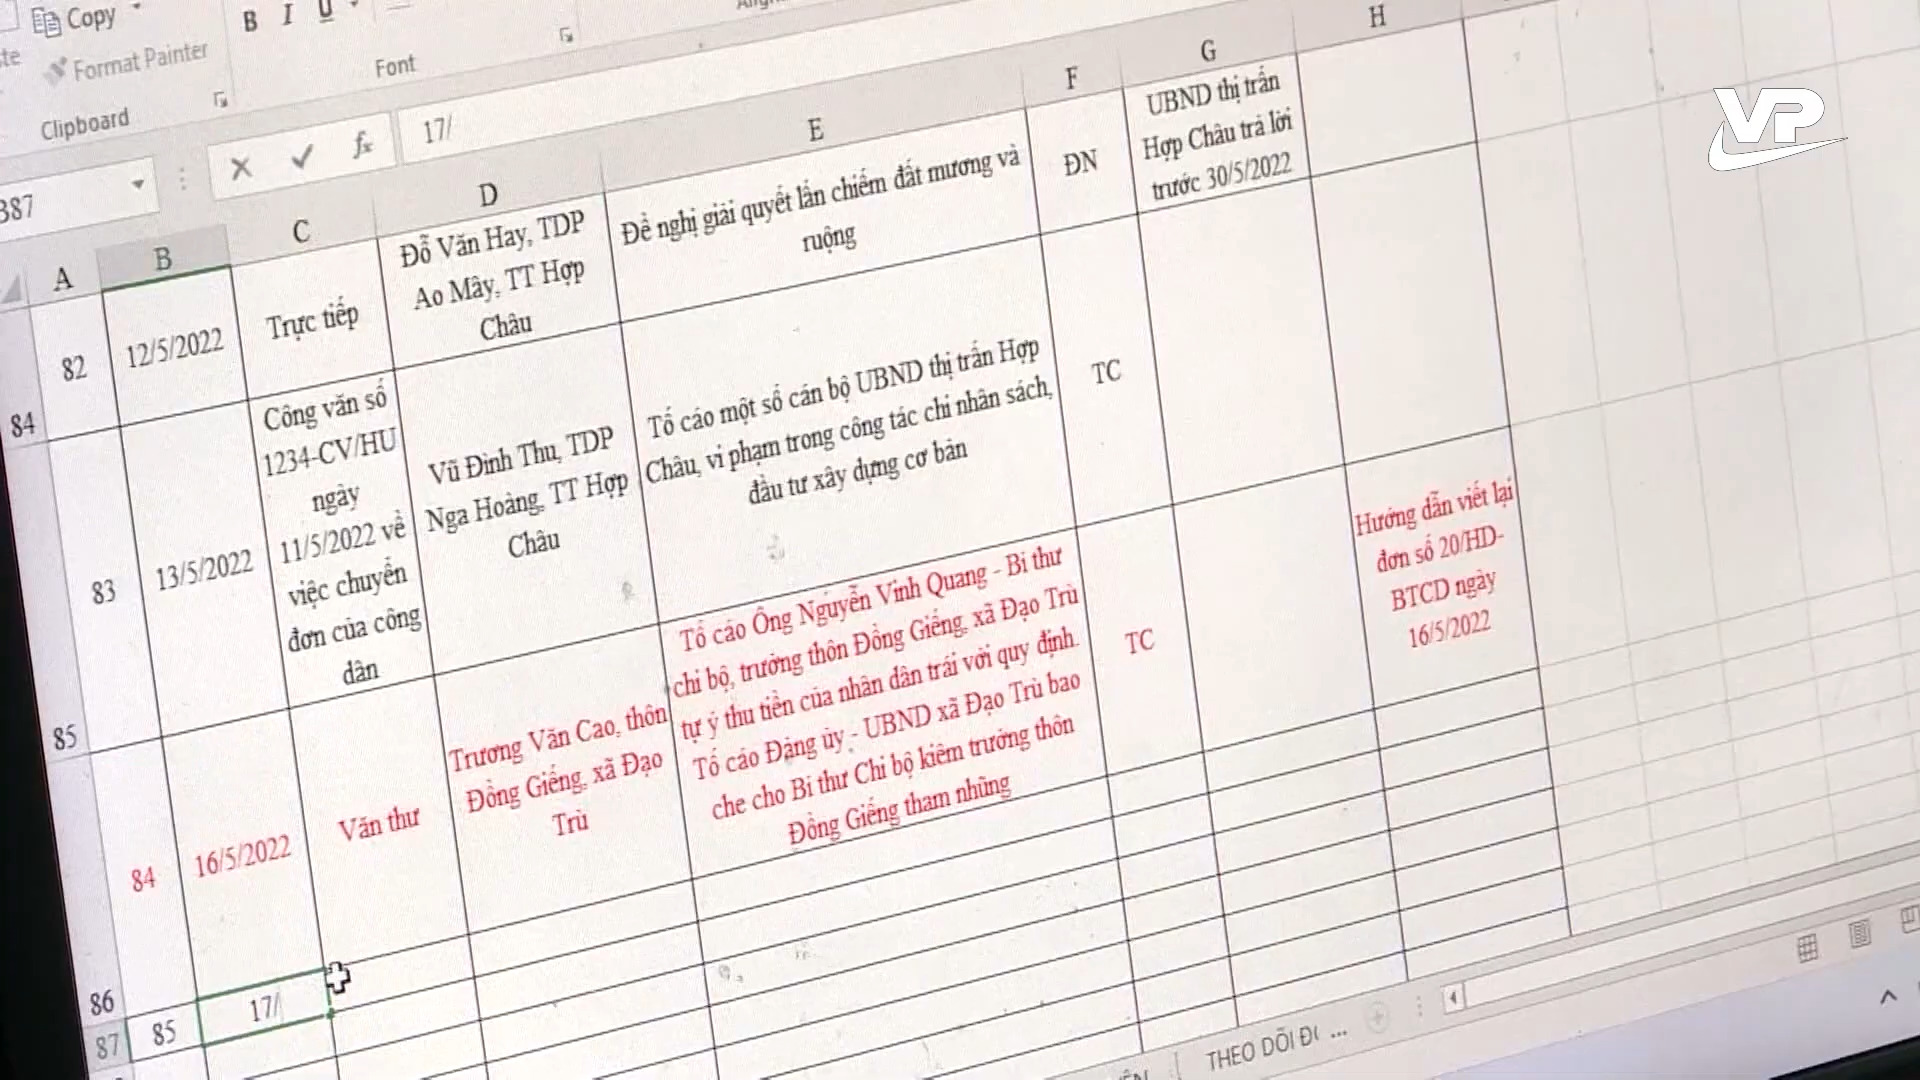 Copy
Format Painter
Clipboard
B I U
Font
VP
17/
A
B
C
D
E
F
G
H
84
82
12/5/2022
Trực tiếp
Đỗ Văn Hay, TDP
Ao Mây, TT Hợp
Châu
Đề nghị giải quyết lấn chiếm đất mương và
ruộng
ĐN
UBND thị trấn
Hợp Châu trả lời
trước 30/5/2022
85
83
13/5/2022
Công văn số
1234-CV/HU
ngày
11/5/2022 về
việc chuyển
đơn của công
dân
Vũ Đình Thu, TDP
Nga Hoàng, TT Hợp
Châu
Tố cáo một số cán bộ UBND thị trấn Hợp
Châu, vi phạm trong công tác chi nhân sách,
đầu tư xây dựng cơ bản
TC
86
84
16/5/2022
Văn thư
Trương Văn Cao, thôn
Đồng Giếng, xã Đạo
Trù
Tố cáo Ông Nguyễn Vinh Quang - Bí thư
chi bộ, trưởng thôn Đồng Giếng, xã Đạo Trù
tự ý thu tiền của nhân dân trái với quy định.
Tố cáo Đảng ủy - UBND xã Đạo Trù bao
che cho Bí thư Chi bộ kiêm trưởng thôn
Đồng Giếng tham nhũng
TC
Hướng dẫn viết lại
đơn số 20/HD-
BTCD ngày
16/5/2022
87
85
17/
THEO DÕI ĐƠ ...